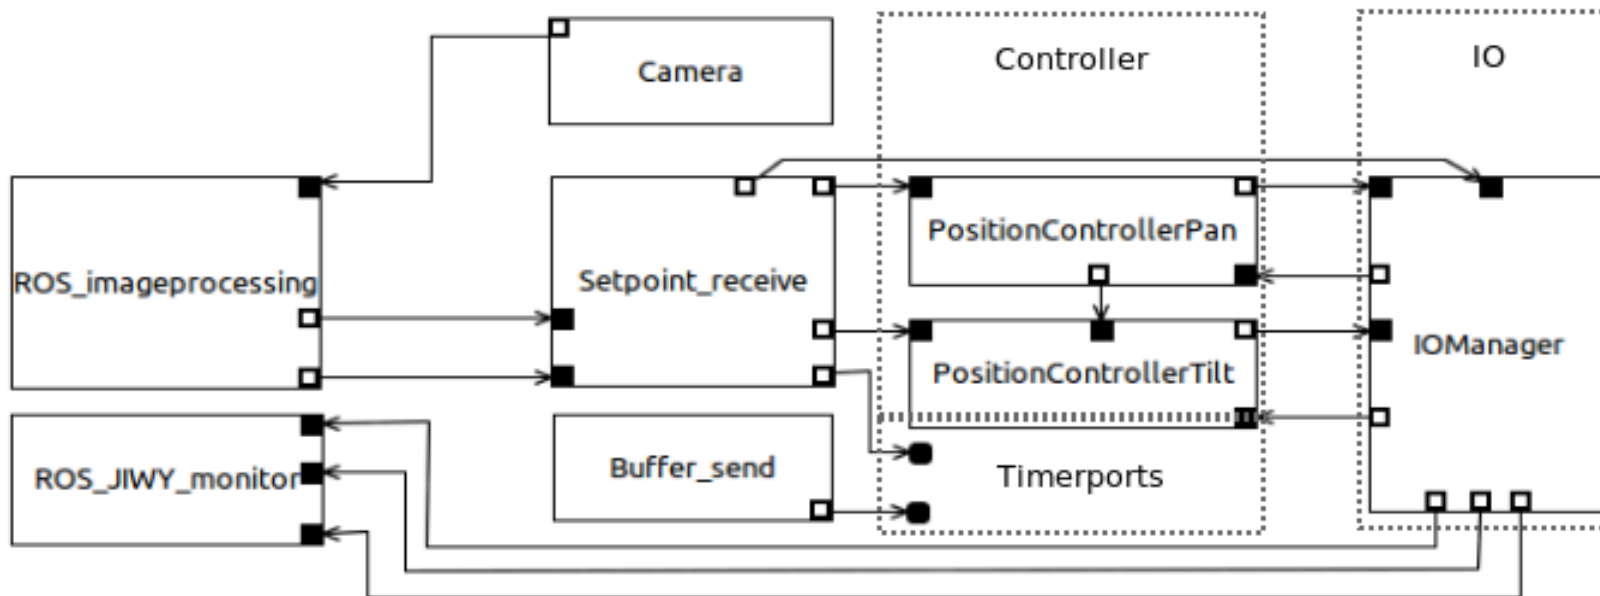 Camera
Controller
IO
ROS_imageprocessing
Setpoint_receive
PositionControllerPan
PositionControllerTilt
IOManager
ROS_JIWY_monitor
Buffer_send
Timerports